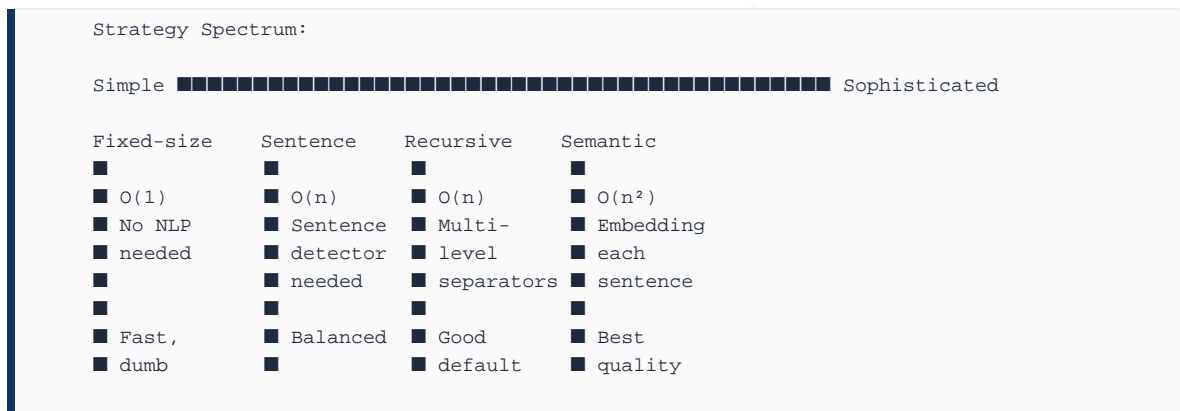 Strategy Spectrum:
Simple ■■■■■■■■■■■■■■■■■■■■■■■■■■■■■■■■■■■■■■■■■■■ Sophisticated
Fixed-size Sentence Recursive Semantic
■ ■ ■ ■
■ O(1) ■ O(n) ■ O(n) ■ O(n²)
■ No NLP ■ Sentence ■ Multi- ■ Embedding
■ needed ■ detector ■ level ■ each
■ ■ needed ■ separators ■ sentence
■ ■ ■ ■
■ Fast, ■ Balanced ■ Good ■ Best
■ dumb ■ ■ default ■ quality